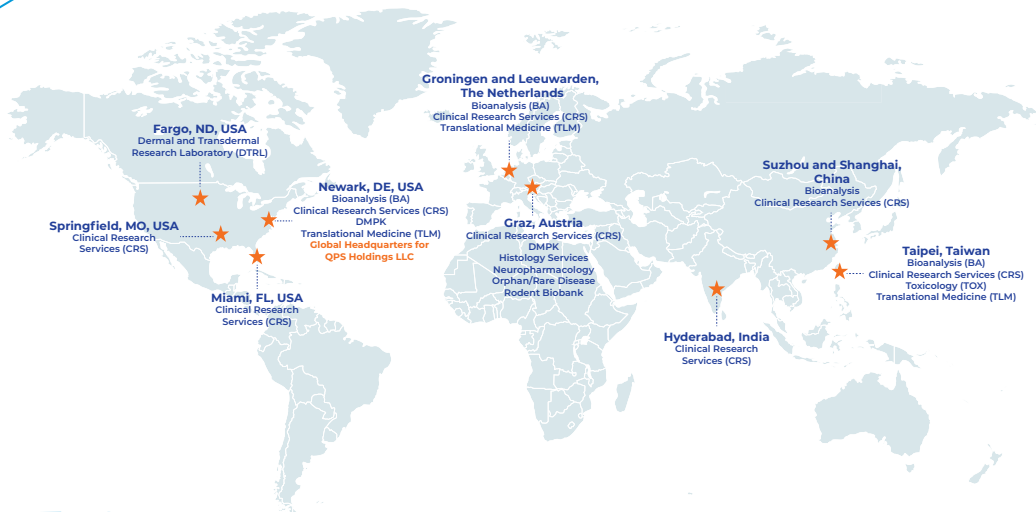 Groningen and Leeuwarden,
The Netherlands
Bioanalysis (BA)
Clinical Research Services (CRS)
Translational Medicine (TLM)
Fargo, ND, USA
Dermal and Transdermal
Research Laboratory (DTRL)
Suzhou and Shanghai,
China
Bioanalysis
Clinical Research Services (CRS)
Newark, DE, USA
Bioanalysis (BA)
Clinical Research Services (CRS)
DMPK
Translational Medicine (TLM)
Global Headquarters for
QPS Holdings LLC
Springfield, MO, USA
Clinical Research
Services (CRS)
Graz, Austria
Clinical Research Services (CRS)
DMPK
Histology Services
Neuropharmacology
Orphan/Rare Disease
Rodent Biobank
Taipei, Taiwan
Bioanalysis (BA)
Clinical Research Services (CRS)
Toxicology (TOX)
Translational Medicine (TLM)
Miami, FL, USA
Clinical Research
Services (CRS)
Hyderabad, India
Clinical Research
Services (CRS)